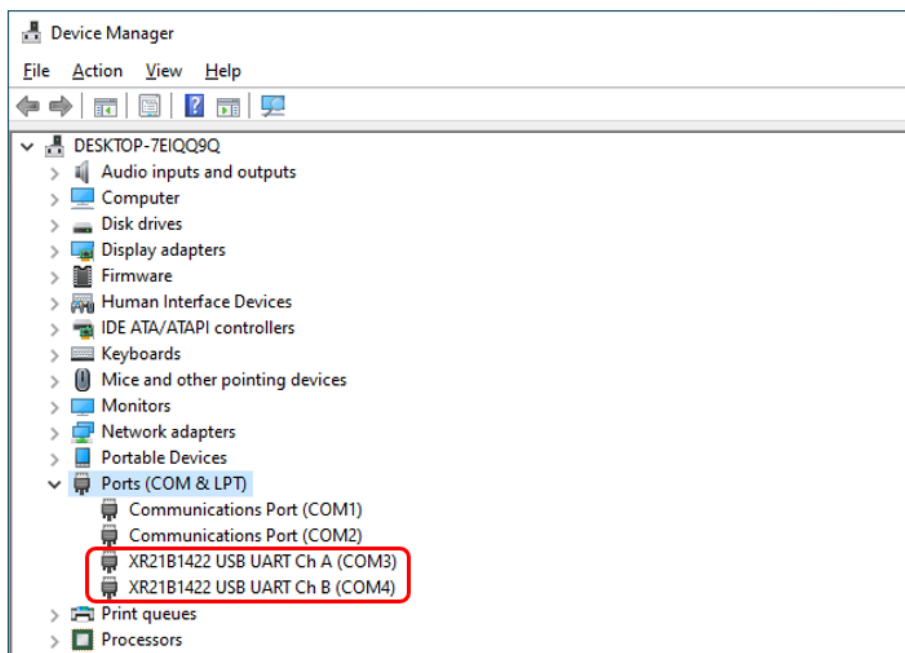 Device Manager
File Action View Help
DESKTOP-7EIQQ9Q
Audio inputs and outputs
Computer
Disk drives
Display adapters
Firmware
Human Interface Devices
IDE ATA/ATAPI controllers
Keyboards
Mice and other pointing devices
Monitors
Network adapters
Portable Devices
Ports (COM & LPT)
Communications Port (COM1)
Communications Port (COM2)
XR21B1422 USB UART Ch A (COM3)
XR21B1422 USB UART Ch B (COM4)
Print queues
Processors